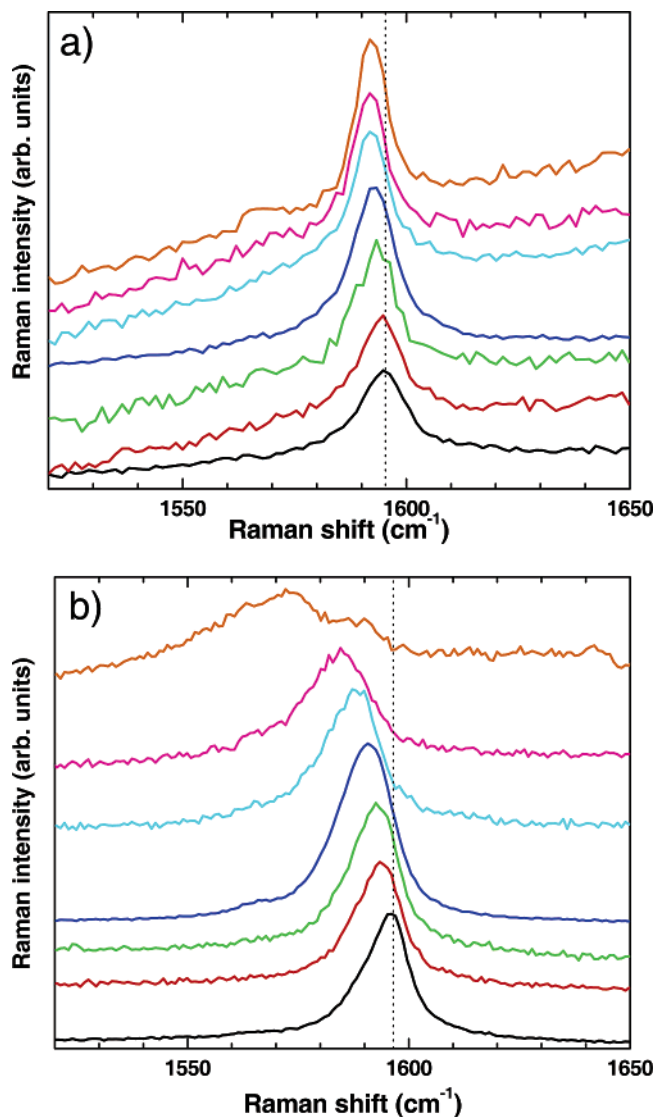 a)
Raman intensity (arb. units)
1550
1600
1650
Raman shift (cm⁻¹)
b)
Raman intensity (arb. units)
1550
1600
1650
Raman shift (cm⁻¹)